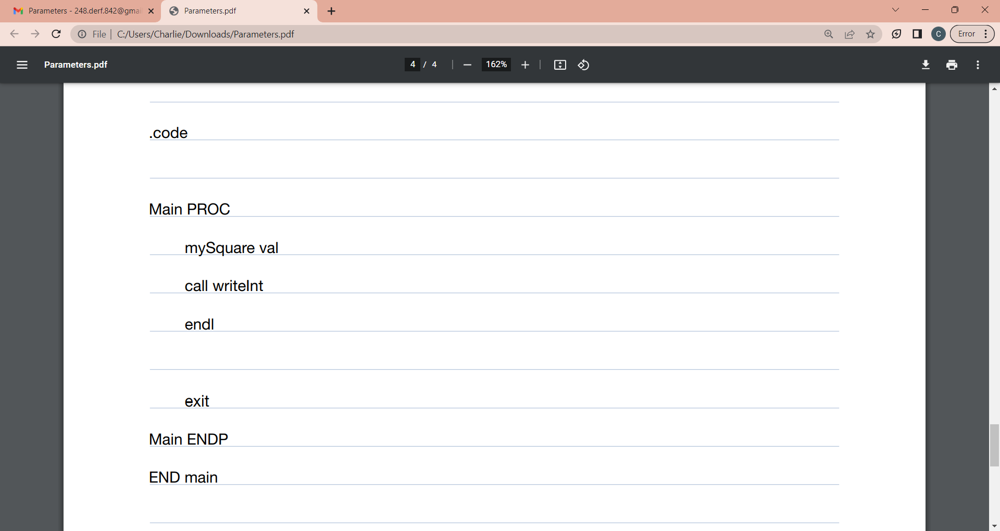 Parameters - 248.derf.842@gmai
Parameters.pdf
File
C:/Users/Charlie/Downloads/Parameters.pdf
C
Error
Parameters.pdf
4 / 4
162%
.code
Main PROC
mySquare val
call writeInt
endl
exit
Main ENDP
END main